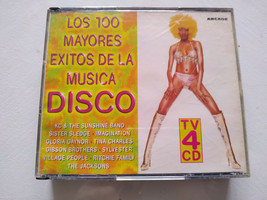 LOS 100
MAYORES
EXITOS DE LA
MUSICA
DISCO
KC'S THE SUNSHINE BAND
SISTER SLEDGE · IMAGINATION
GLORIA GAYNOR · TINA CHARLES
GIBSON BROTHERS · SYLVESTER
VILLAGE PEOPLE · RITCHIE FAMILY
THE JACKSONS
ARCADE
TV
4
CD